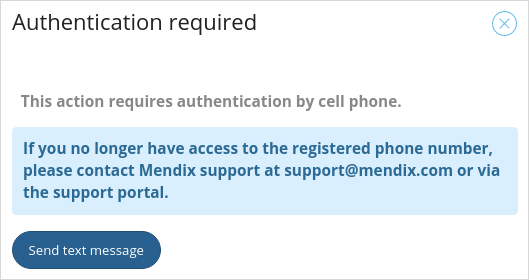 Authentication required
This action requires authentication by cell phone.
If you no longer have access to the registered phone number,
please contact Mendix support at support@mendix.com or via
the support portal.
Send text message